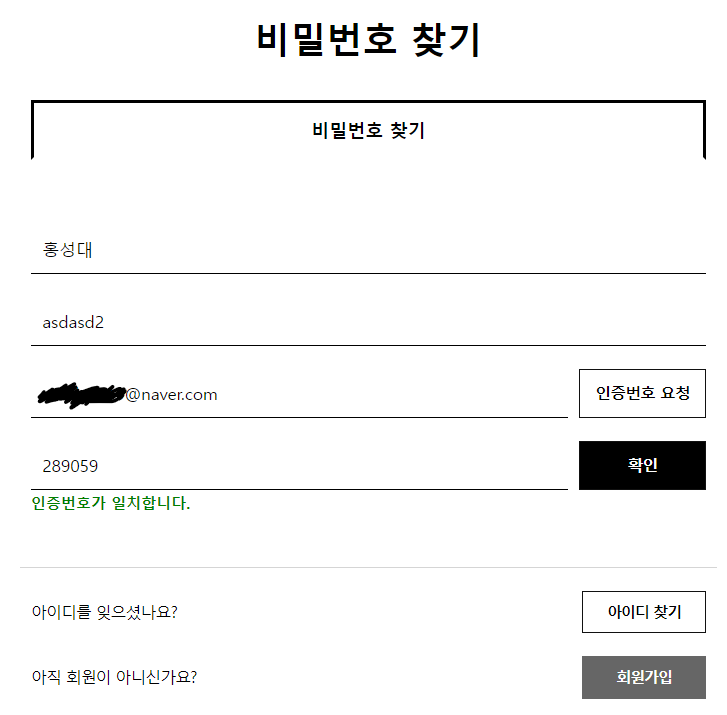 비밀번호 찾기
비밀번호 찾기
홍성대
asdasd2
@naver.com
인증번호 요청
289059
확인
인증번호가 일치합니다.
아이디를 잊으셨나요?
아이디 찾기
아직 회원이 아니신가요?
회원가입